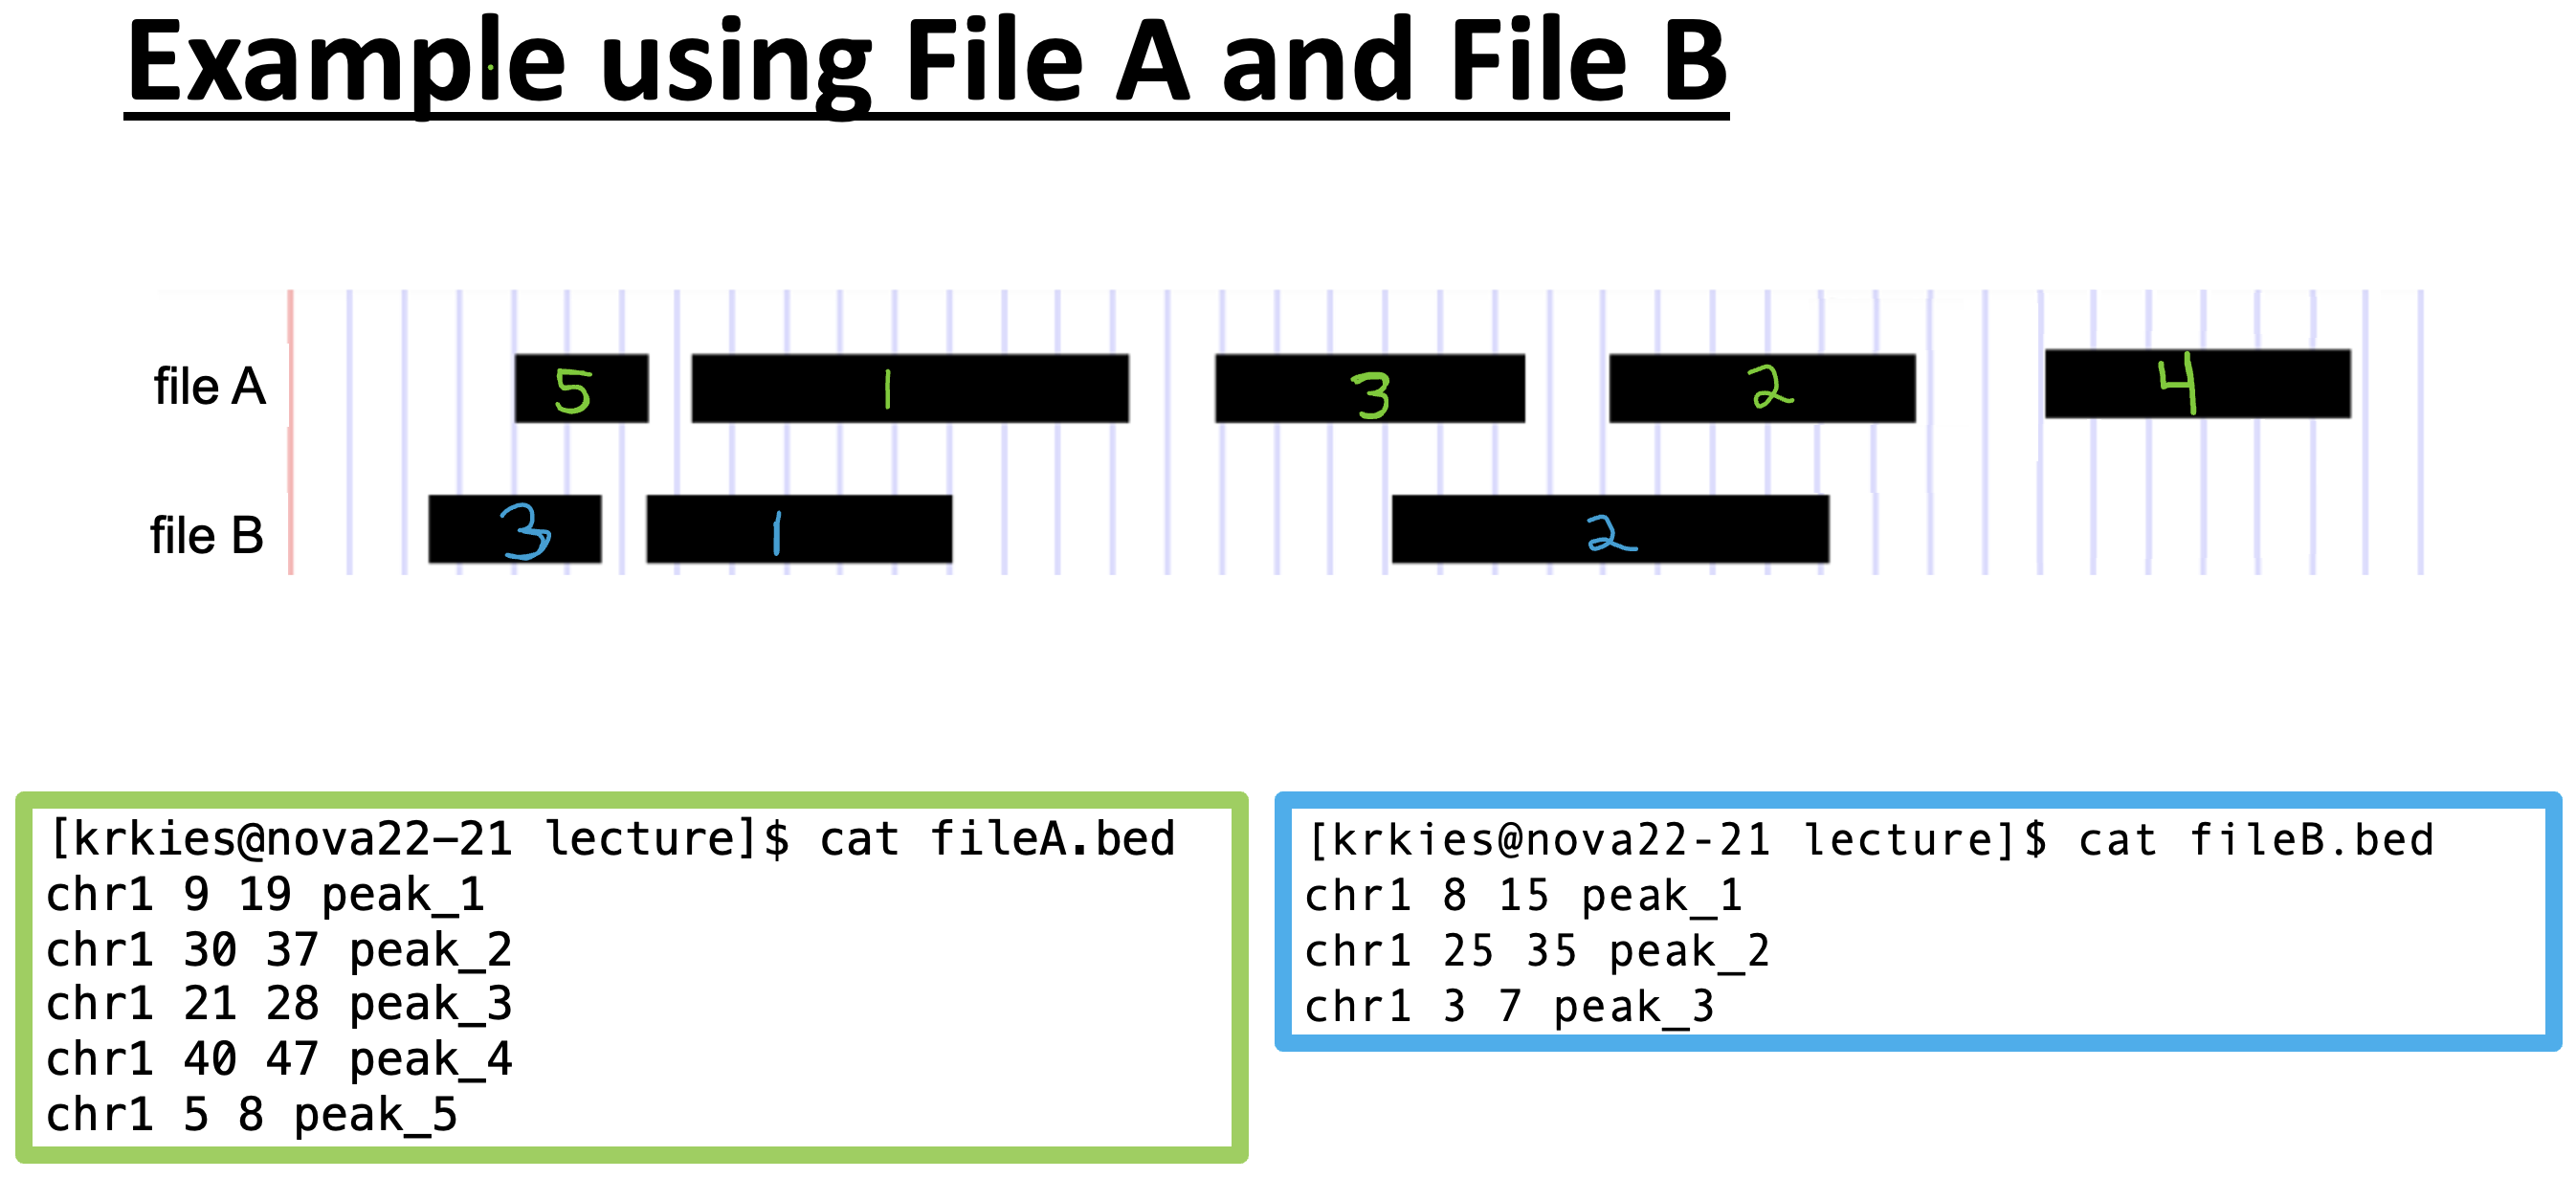 Example using File A and File B
file A 5 1 3 2 4
file B 3 1 2
[krkies@nova22-21 lecture]$ cat fileA.bed
chr1 9 19 peak_1
chr1 30 37 peak_2
chr1 21 28 peak_3
chr1 40 47 peak_4
chr1 5 8 peak_5
[krkies@nova22-21 lecture]$ cat fileB.bed
chr1 8 15 peak_1
chr1 25 35 peak_2
chr1 3 7 peak_3